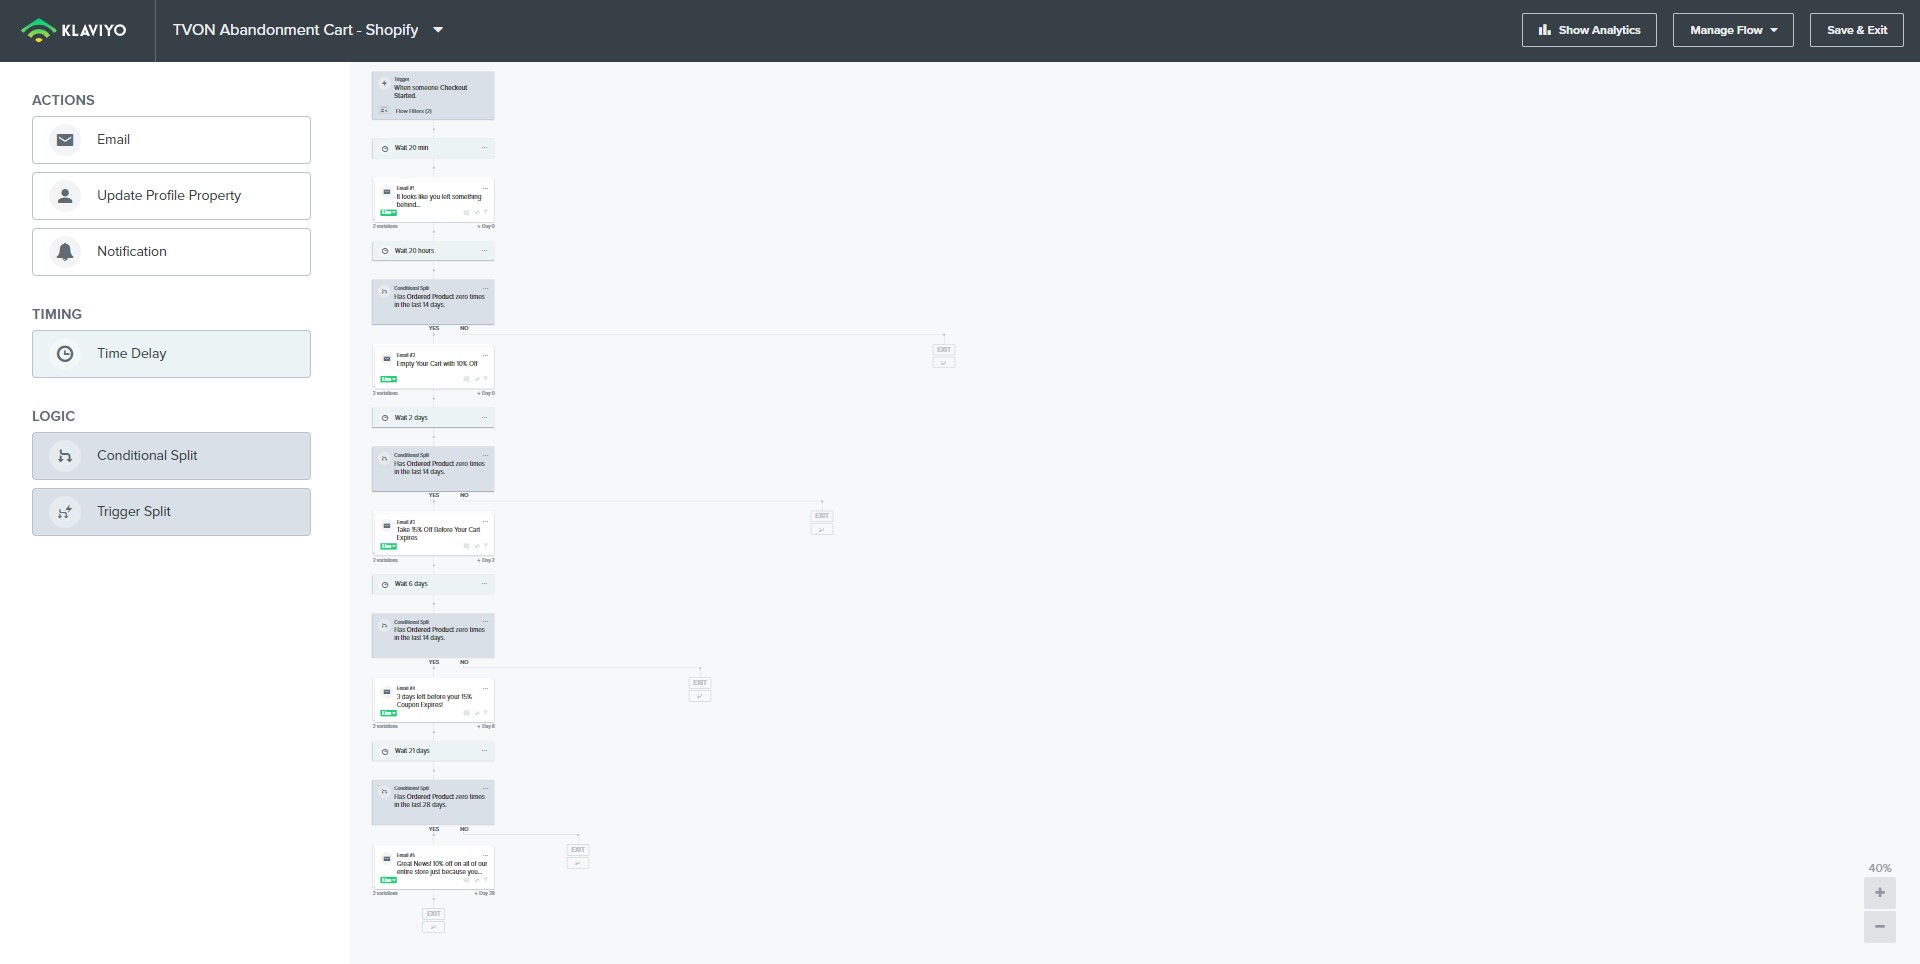 KLAVIYO
TVON Abandonment Cart - Shopify
Show Analytics
Manage Flow
Save & Exit
ACTIONS
Email
Update Profile Property
Notification
TIMING
Time Delay
LOGIC
Conditional Split
Trigger Split
Trigger
When someone Checkout
Started.
Flow Filters (2)
Wait 20 min
Email #1
It looks like you left something
behind...
Live
2 variations
Day 0
Wait 20 hours
Conditional Split
Has Ordered Product zero times
in the last 14 days.
YES NO
EXIT
Email #2
Empty Your Cart with 10% Off
Live
2 variations
Day 0
Wait 2 days
Conditional Split
Has Ordered Product zero times
in the last 14 days.
YES NO
EXIT
Email #3
Take 15% Off Before Your Cart
Expires
Live
2 variations
Day 2
Wait 6 days
Conditional Split
Has Ordered Product zero times
in the last 14 days.
YES NO
EXIT
Email #4
3 days left before your 15%
Coupon Expires!
Live
2 variations
Day 8
Wait 21 days
Conditional Split
Has Ordered Product zero times
in the last 28 days.
YES NO
EXIT
Email #5
Great News! 10% off on all of our
entire store just because you...
Live
2 variations
Day 29
EXIT
40%